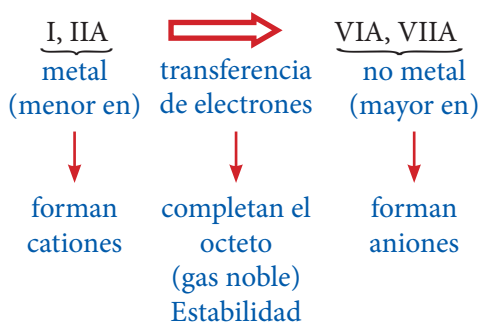 I, IIA
metal
(menor en)
transferencia
de electrones
VIA, VIIA
no metal
(mayor en)
forman
cationes
completan el
octeto
(gas noble)
Estabilidad
forman
aniones